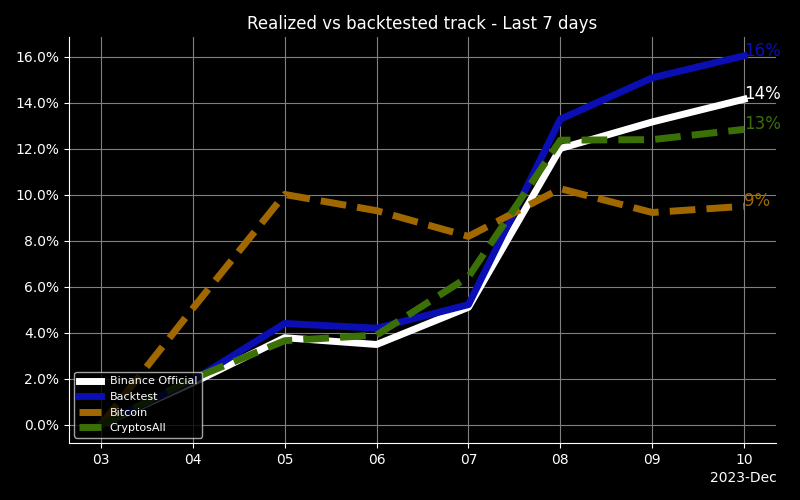 Realized vs backtested track - Last 7 days
16.0%
14.0%
12.0%
10.0%
8.0%
6.0%
4.0%
2.0%
0.0%
16%
14%
13%
9%
Binance Official
Backtest
Bitcoin
CryptosAll
03 04 05 06 07 08 09 10
2023-Dec